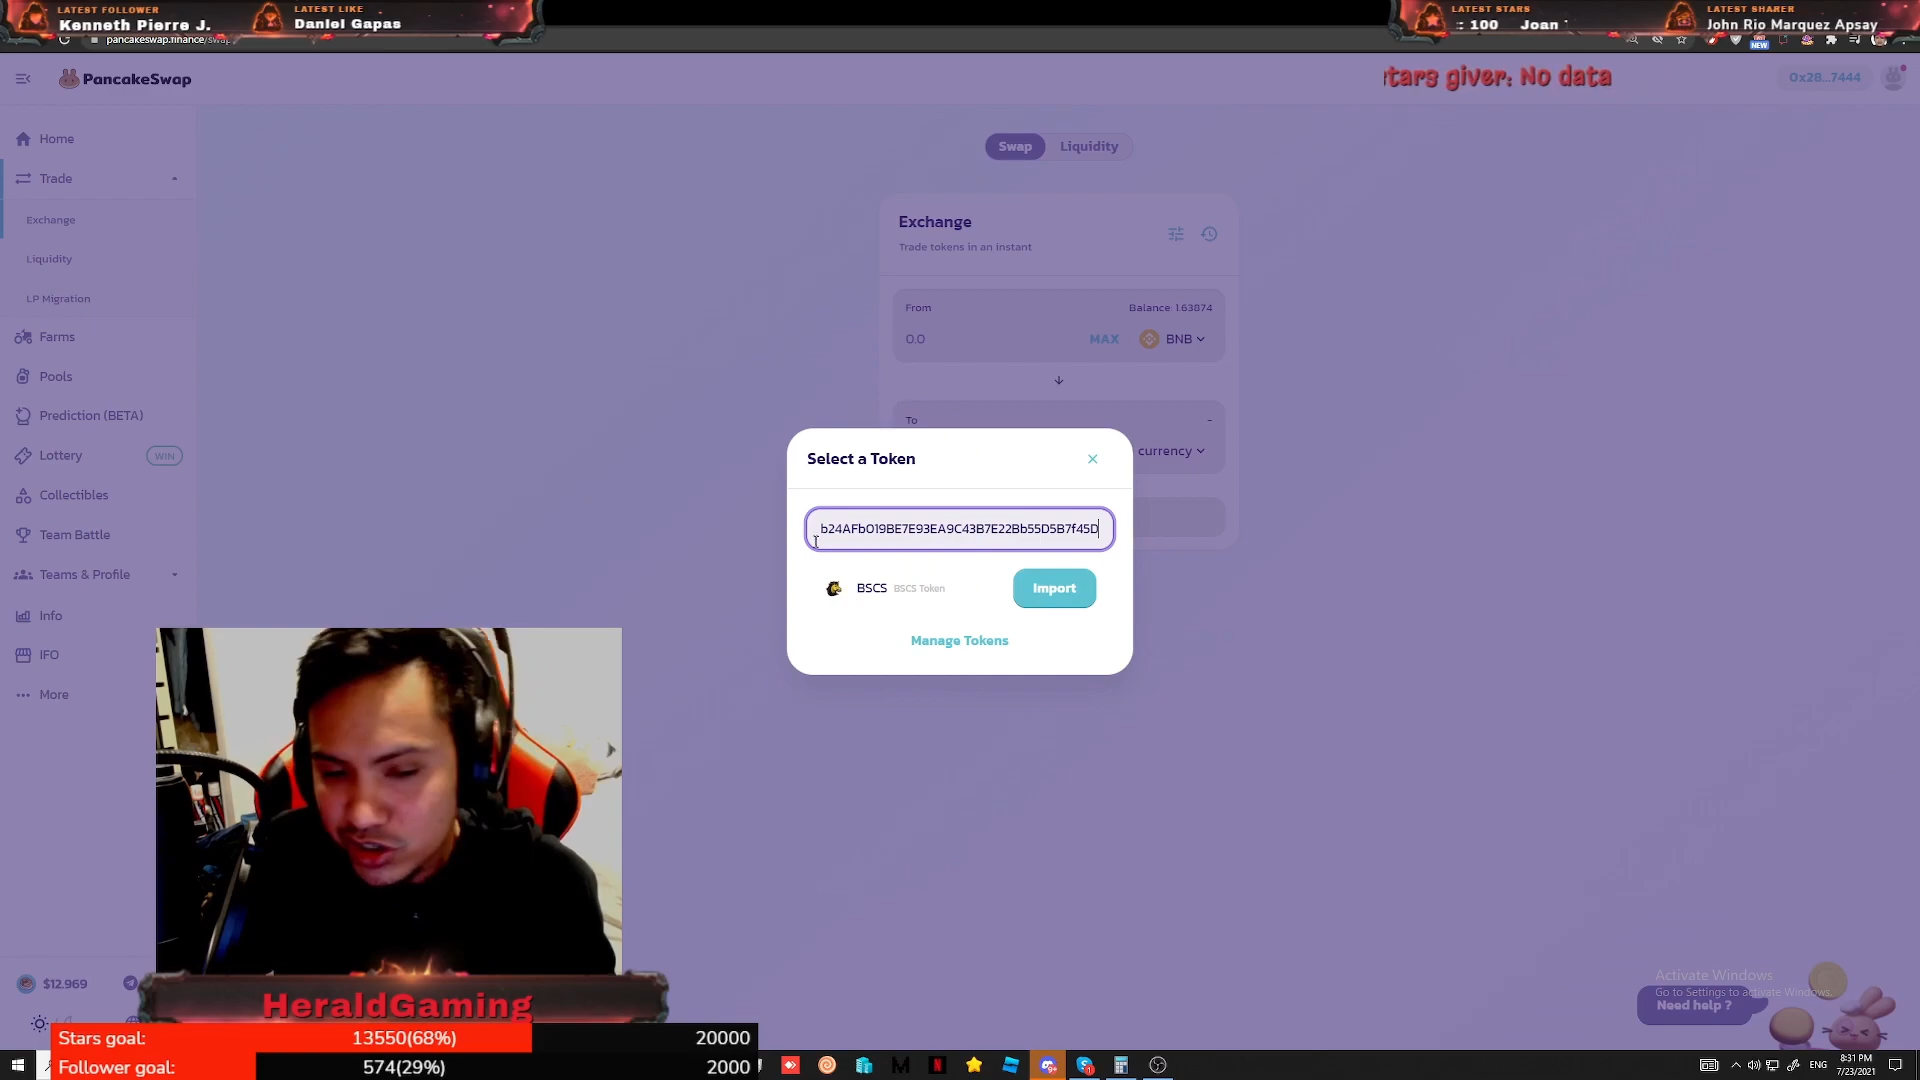 LATEST FOLLOWER
Kenneth Pierre J.
LATEST LIKE
Daniel Gapas
LATEST STARS
: 100 Joan
LATEST SHARER
John Rio Marquez Apsay
pancakeswap.finance/swap
NEW
PancakeSwap
stars giver: No data
0x28...7444
Home
Trade
Exchange
Liquidity
LP Migration
Farms
Pools
Prediction (BETA)
Lottery
WIN
Collectibles
Team Battle
Teams & Profile
Info
IFO
More
Swap
Liquidity
Exchange
Trade tokens in an instant
From
Balance: 1.63874
0.0
MAX
BNB
To
-
currency
Select a Token
b24AFb019BE7E93EA9C43B7E22Bb55D5B7f45D
BSCS
BSCS Token
Import
Manage Tokens
$12.969
HeraldGaming
Stars goal:
13550(68%)
20000
Follower goal:
574(29%)
2000
Activate Windows
Go to Settings to activate Windows.
Need help ?
ENG
8:31 PM
7/23/2021